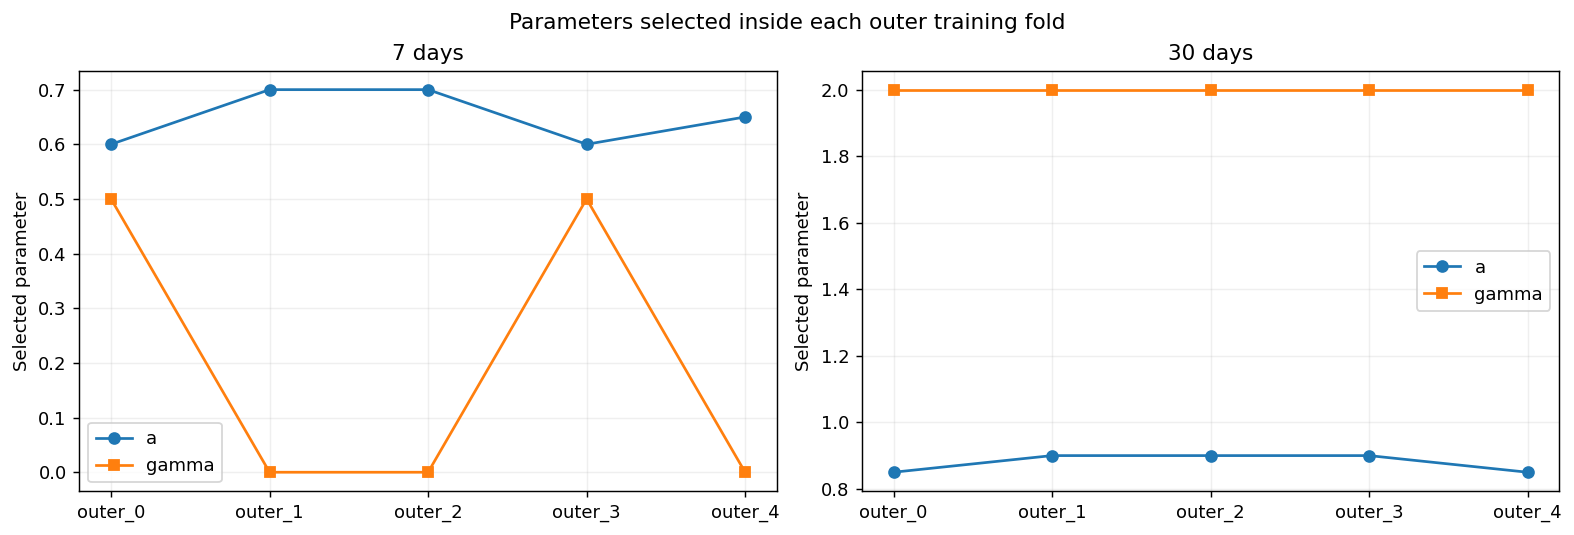 Parameters selected inside each outer training fold
7 days
Selected parameter
0.7
0.6
0.5
0.4
0.3
0.2
0.1
0.0
a
gamma
outer_0 outer_1 outer_2 outer_3 outer_4
30 days
Selected parameter
2.0
1.8
1.6
1.4
1.2
1.0
0.8
a
gamma
outer_0 outer_1 outer_2 outer_3 outer_4